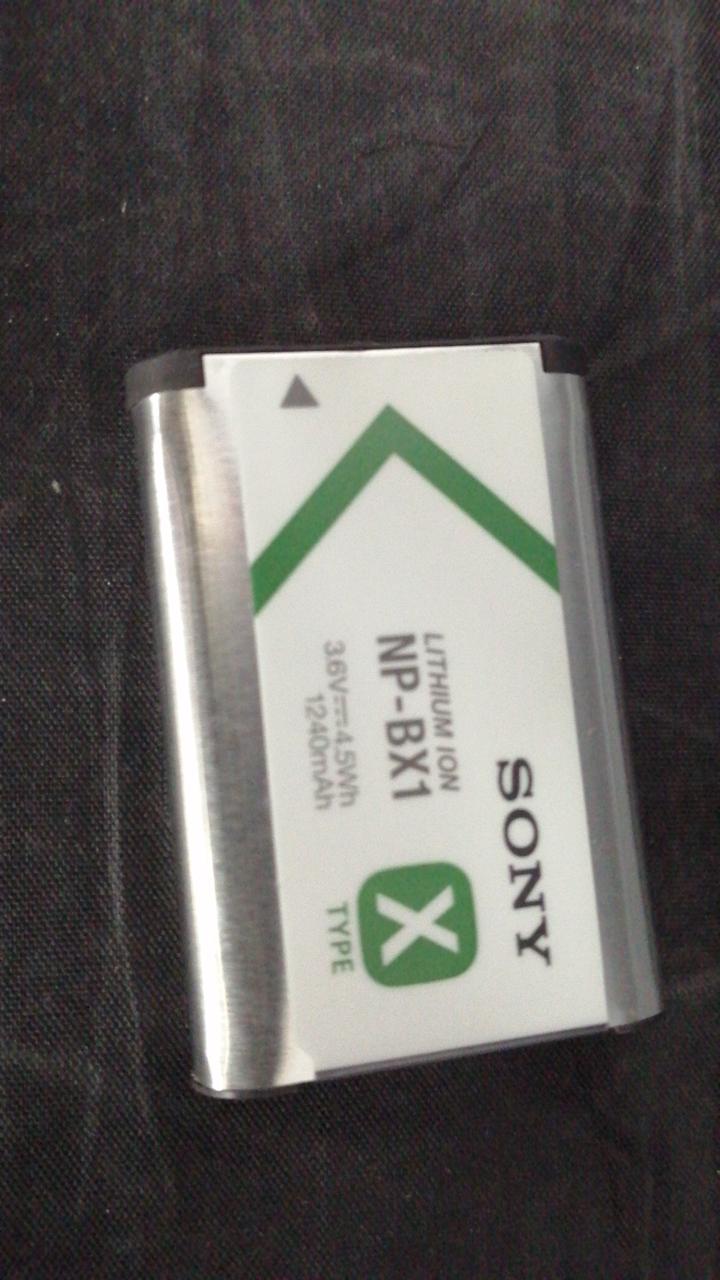 SONY
LITHIUM ION
NP-BX1
3.6V⎓4.5Wh
1240mAh
X
TYPE